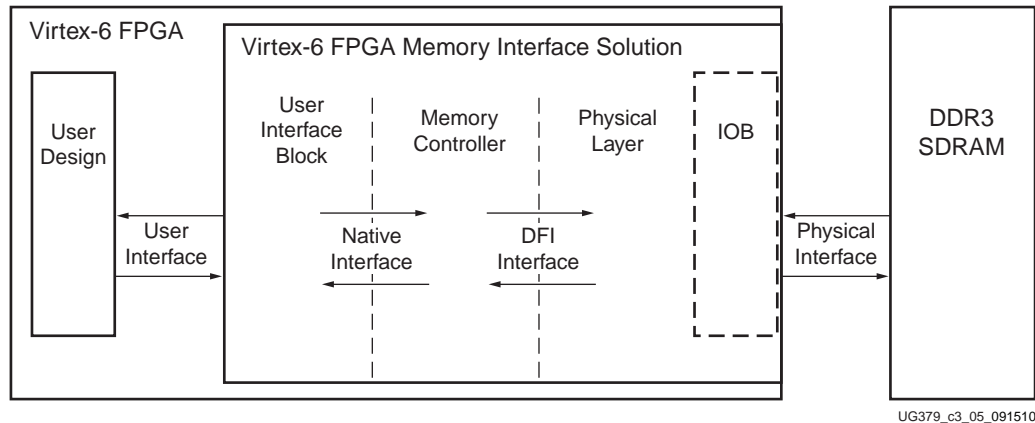 Virtex-6 FPGA
Virtex-6 FPGA Memory Interface Solution
User
Design
User
Interface
Block
Memory
Controller
Physical
Layer
IOB
DDR3
SDRAM
User
Interface
Native
Interface
DFI
Interface
Physical
Interface
UG379_c3_05_091510